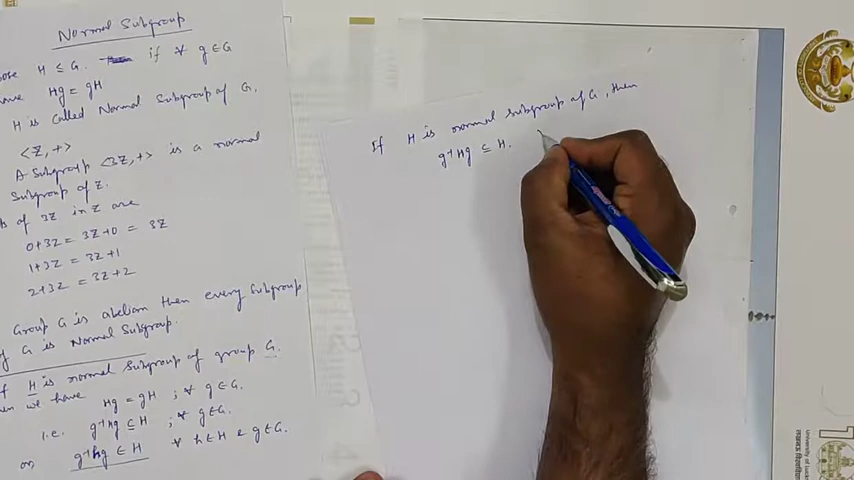 Normal Subgroup
H ≤ G. if ∀ g ∈ G
Hg = gH
H is called Normal Subgroup of G.
<Z, +>
A Subgroup <3Z, +> is a normal
Subgroup of Z.
of 3Z in Z are
0+3Z = 3Z+0 = 3Z
1+3Z = 3Z+1
2+3Z = 3Z+2
Group G is abelian then every Subgroup
G is Normal Subgroup.
H is normal Subgroup of group G.
we have
Hg = gH ; ∀ g ∈ G.
i.e. g⁻¹Hg ⊆ H ; ∀ g ∈ G.
or g⁻¹hg ∈ H ∀ h ∈ H & g ∈ G.
If H is normal subgroup of G, then
g⁻¹Hg ⊆ H.